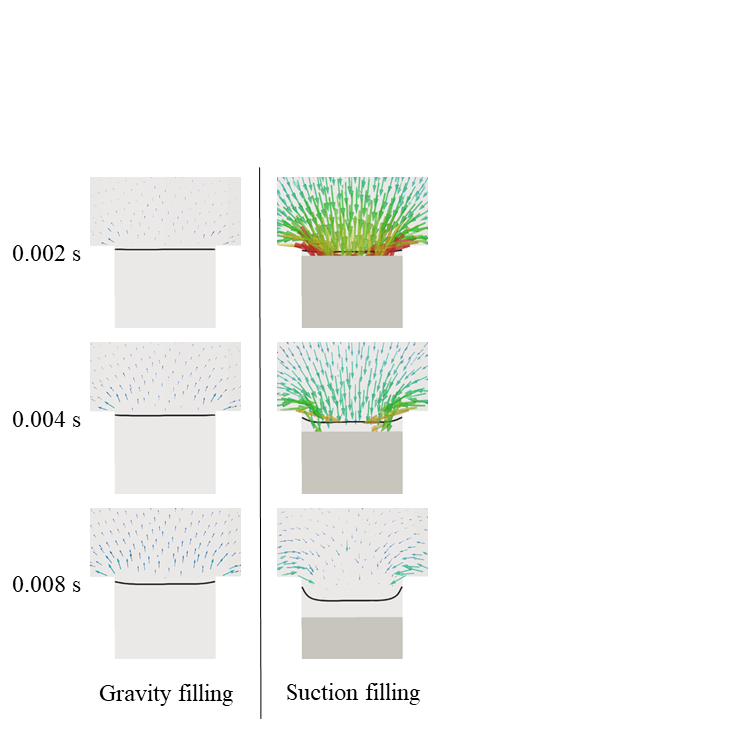 0.002 s
0.004 s
0.008 s
Gravity filling
Suction filling